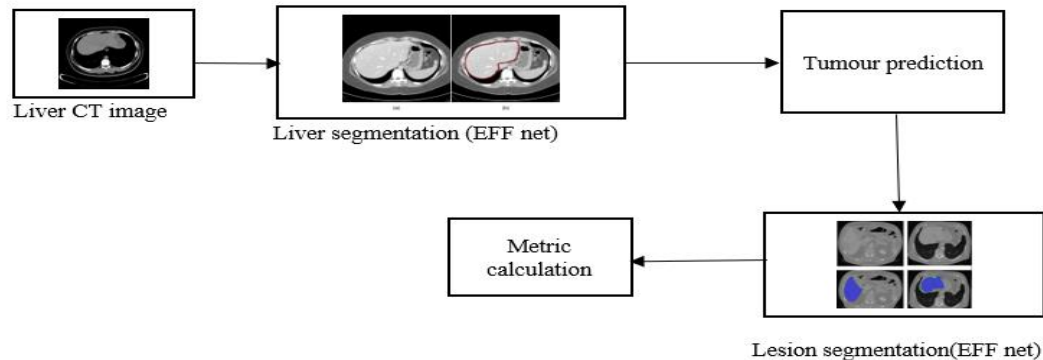 Liver CT image
(a)
(b)
Liver segmentation (EFF net)
Tumour prediction
Metric
calculation
Lesion segmentation(EFF net)